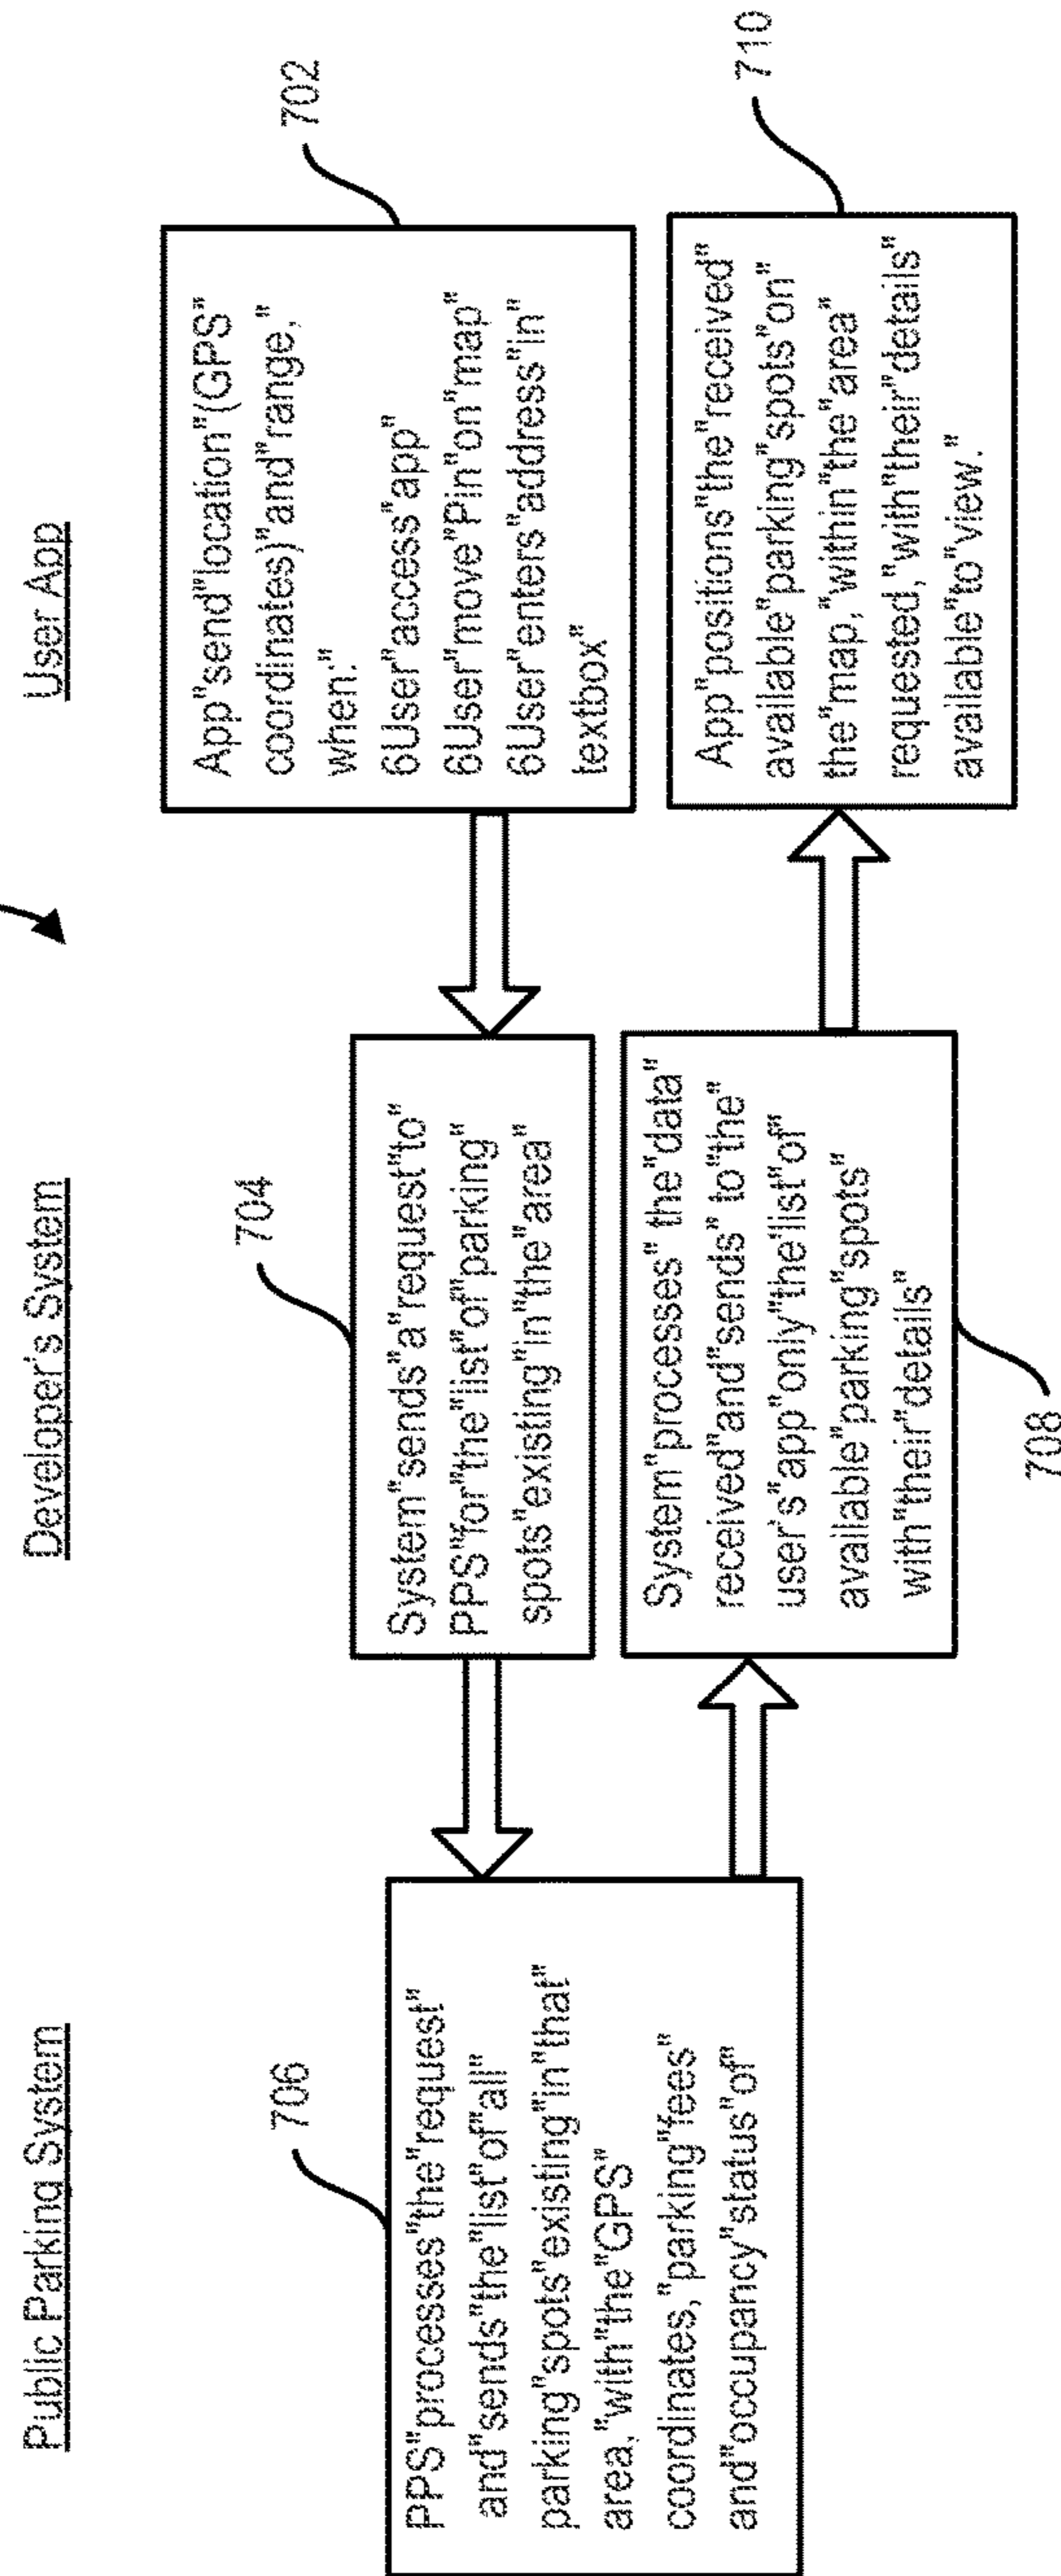 Public Parking System
Developer's System
User App
706
PPS"processes"the"request"
and"sends"the"list"of"all"
parking"spots"existing"in"that"
area,"with"the"GPS"
coordinates,"parking"fees"
and"occupancy"status"of"
704
System"sends"a"request"to"
PPS"for"the"list"of"parking"
spots"existing"in"the"area"
702
App"send"location"(GPS"
coordinates)"and"range,"
when:"
6User"access"app"
6User"move"Pin"on"map"
6User"enters"address"in"
textbox"
System"processes" the"data"
received"and"sends" to"the"
user's"app"only"the"list"of"
available"parking"spots"
with"their"details"
708
App"positions"the"received"
available"parking"spots"on"
the"map,"within"the"area"
requested,"with"their"details"
available"to"view."
710